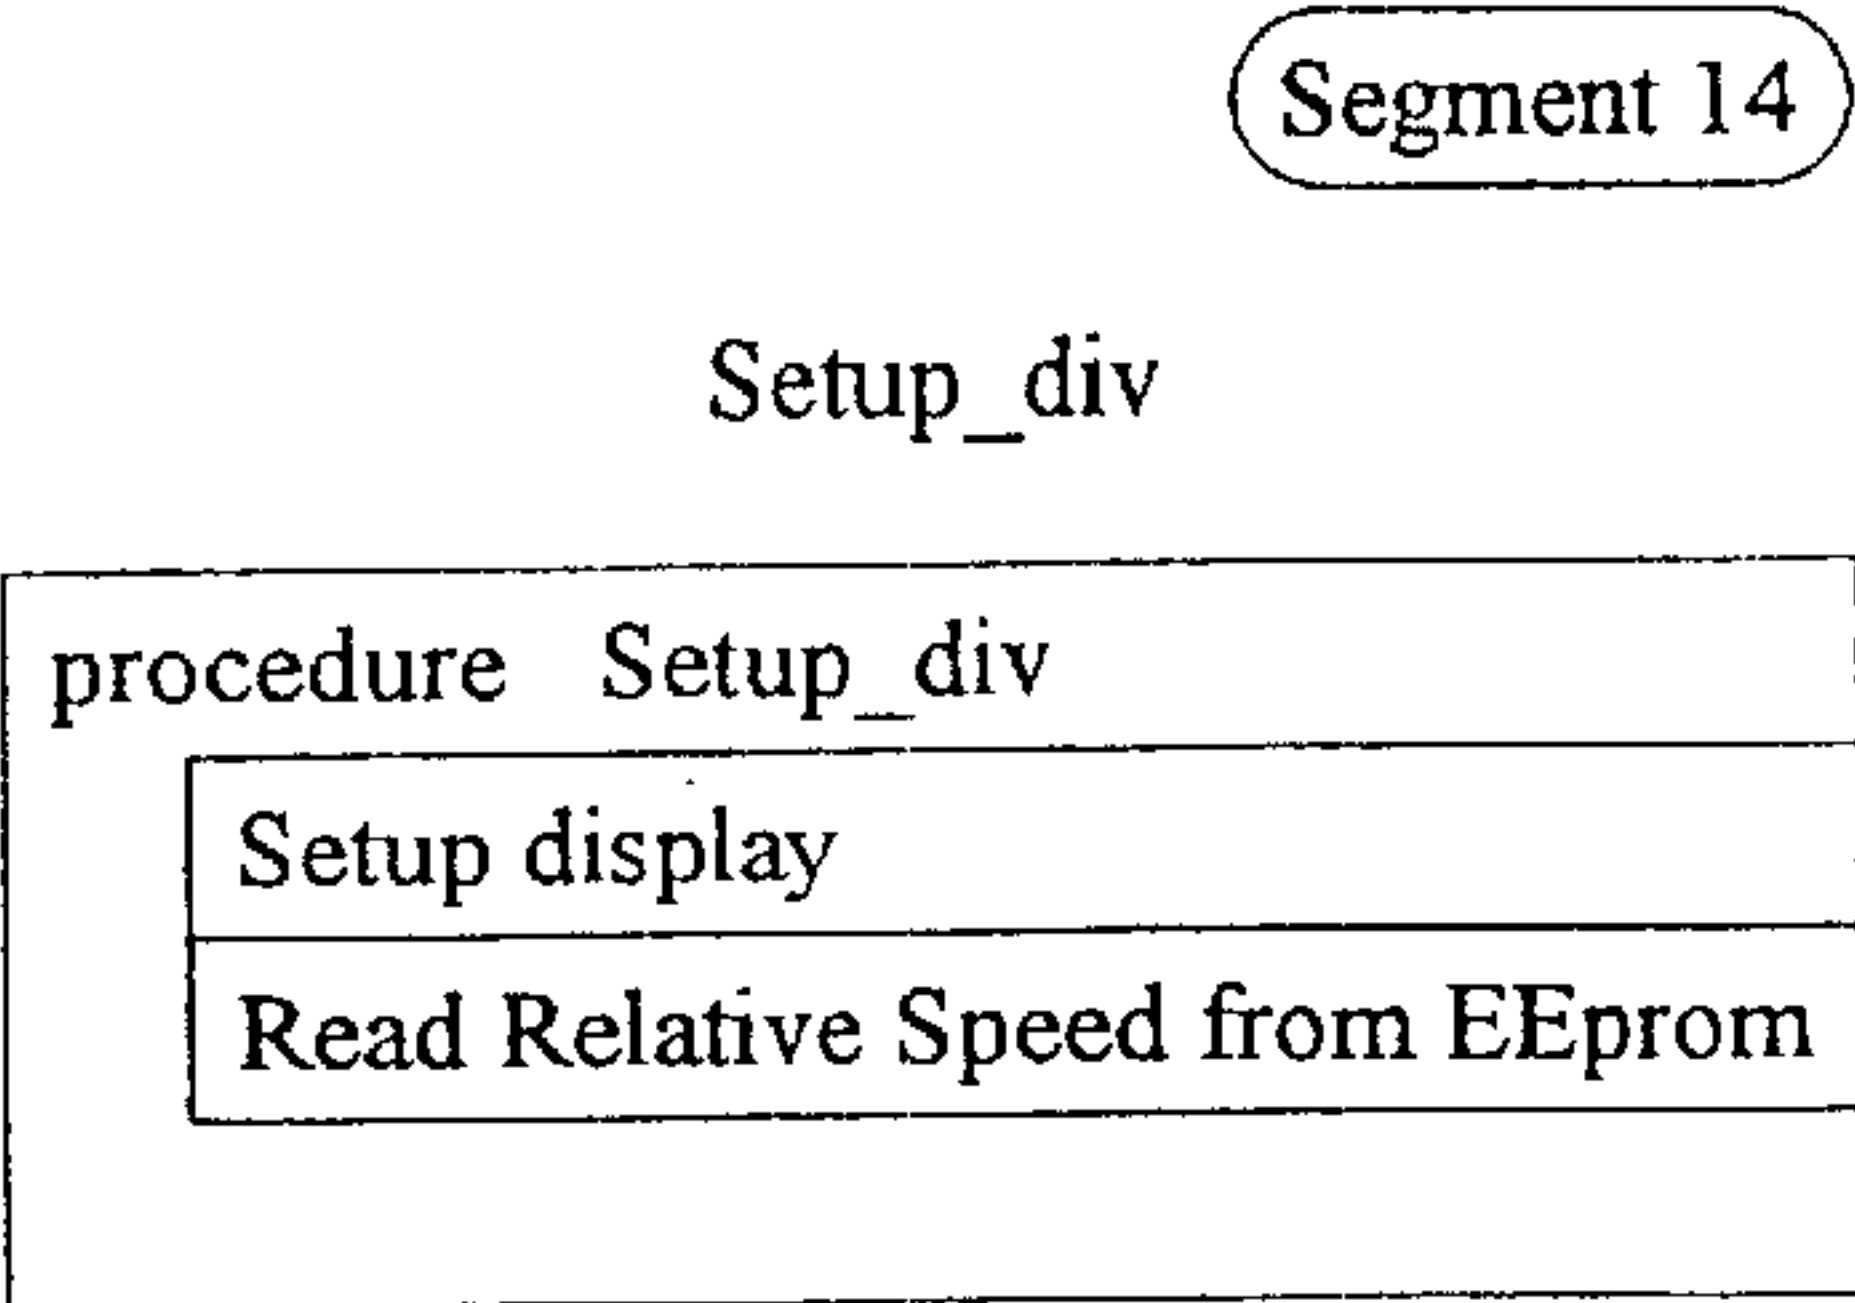 Segment 14
Setup_div
procedure Setup_div
Setup display
Read Relative Speed from EEprom